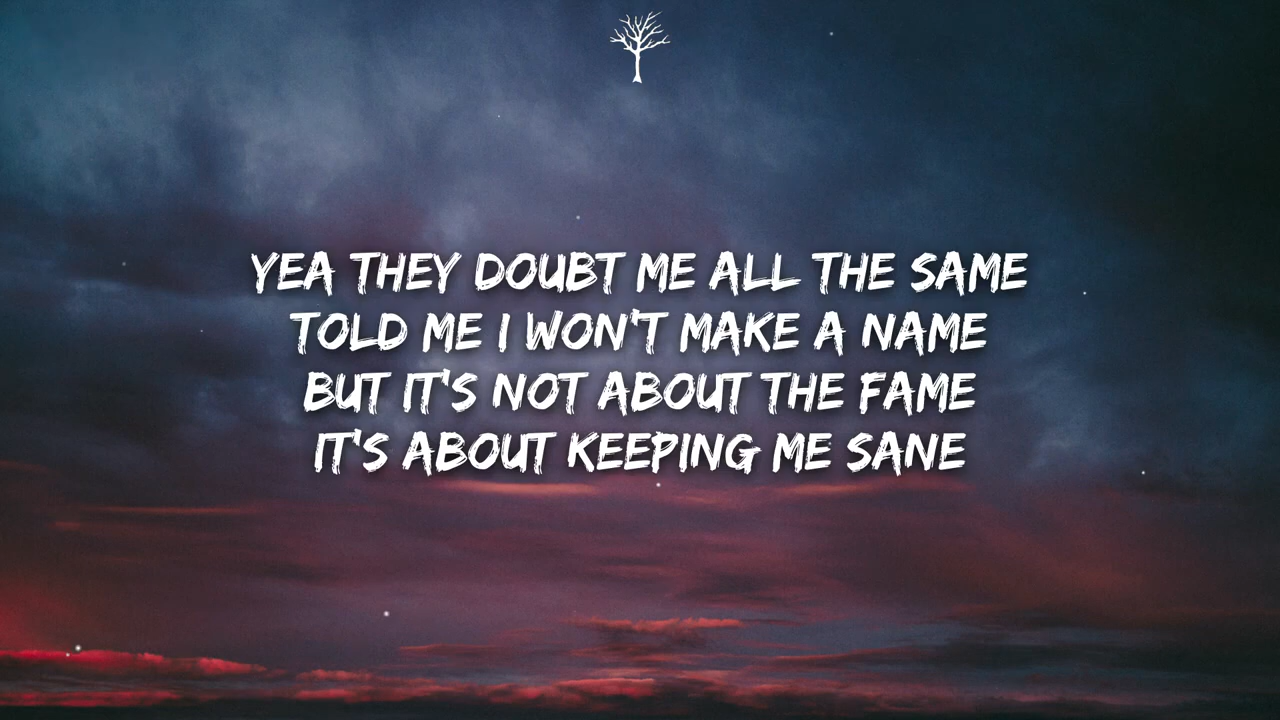 YEA THEY DOUBT ME ALL THE SAME
TOLD ME I WON'T MAKE A NAME
BUT IT'S NOT ABOUT THE FAME
IT'S ABOUT KEEPING ME SANE